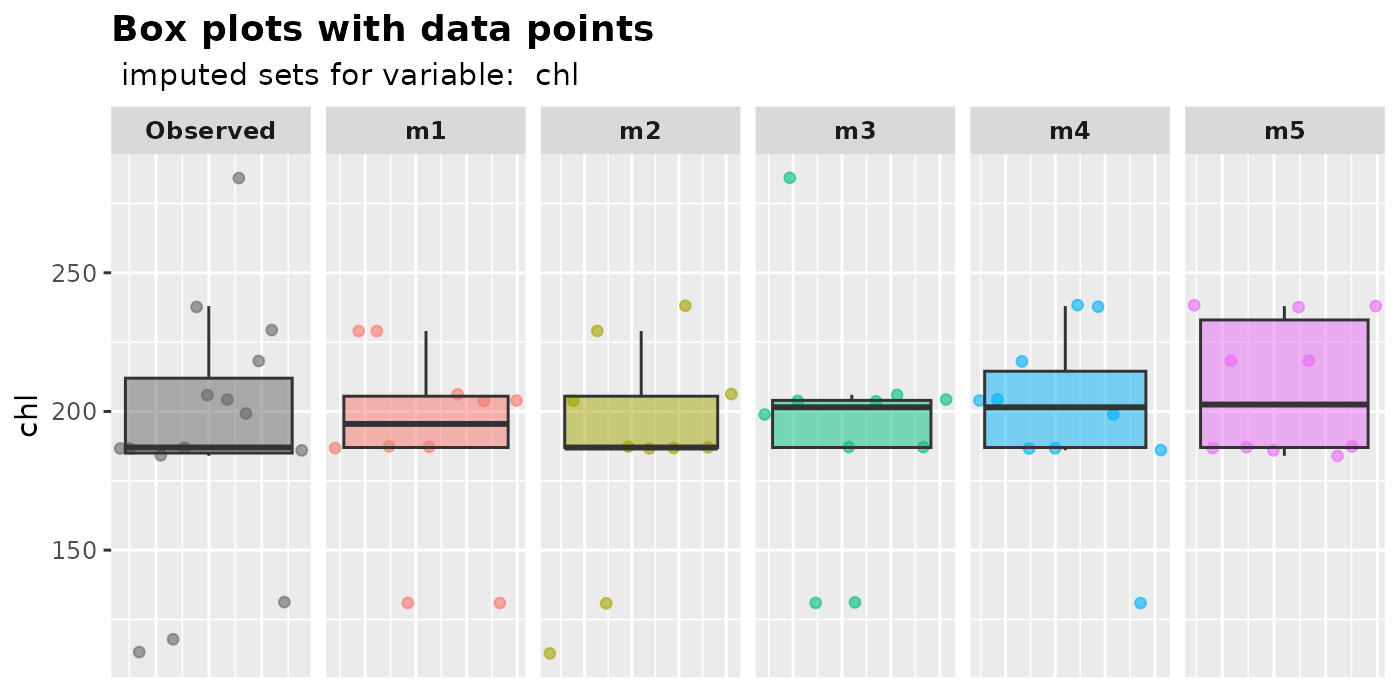 Box plots with data points
imputed sets for variable:  chl
Observed
m1
m2
m3
m4
m5
chl
250
200
150